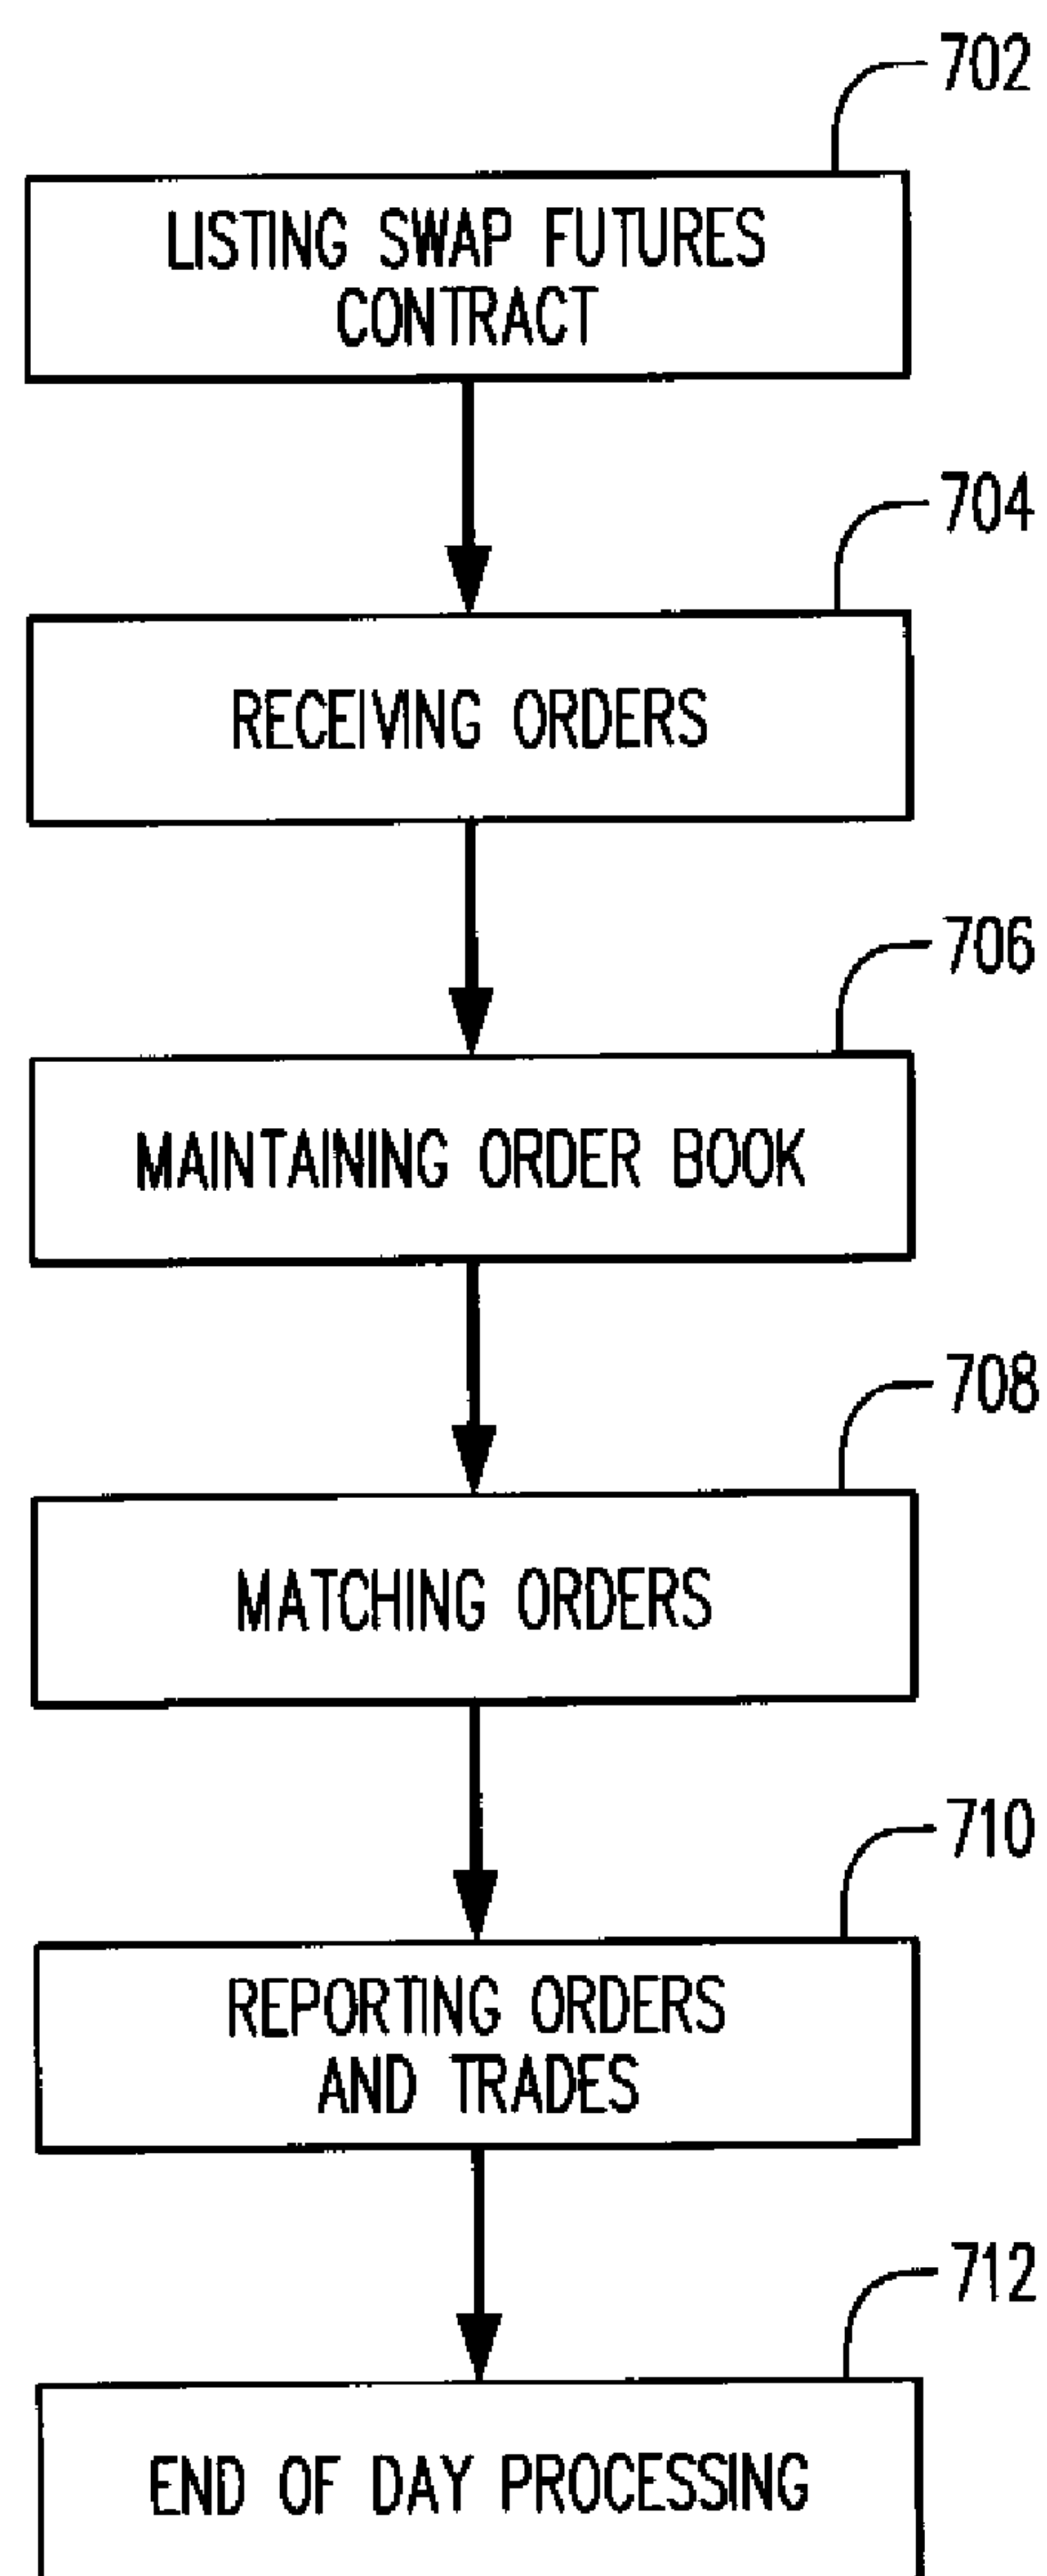 702
LISTING SWAP FUTURES
CONTRACT
704
RECEIVING ORDERS
706
MAINTAINING ORDER BOOK
708
MATCHING ORDERS
710
REPORTING ORDERS
AND TRADES
712
END OF DAY PROCESSING